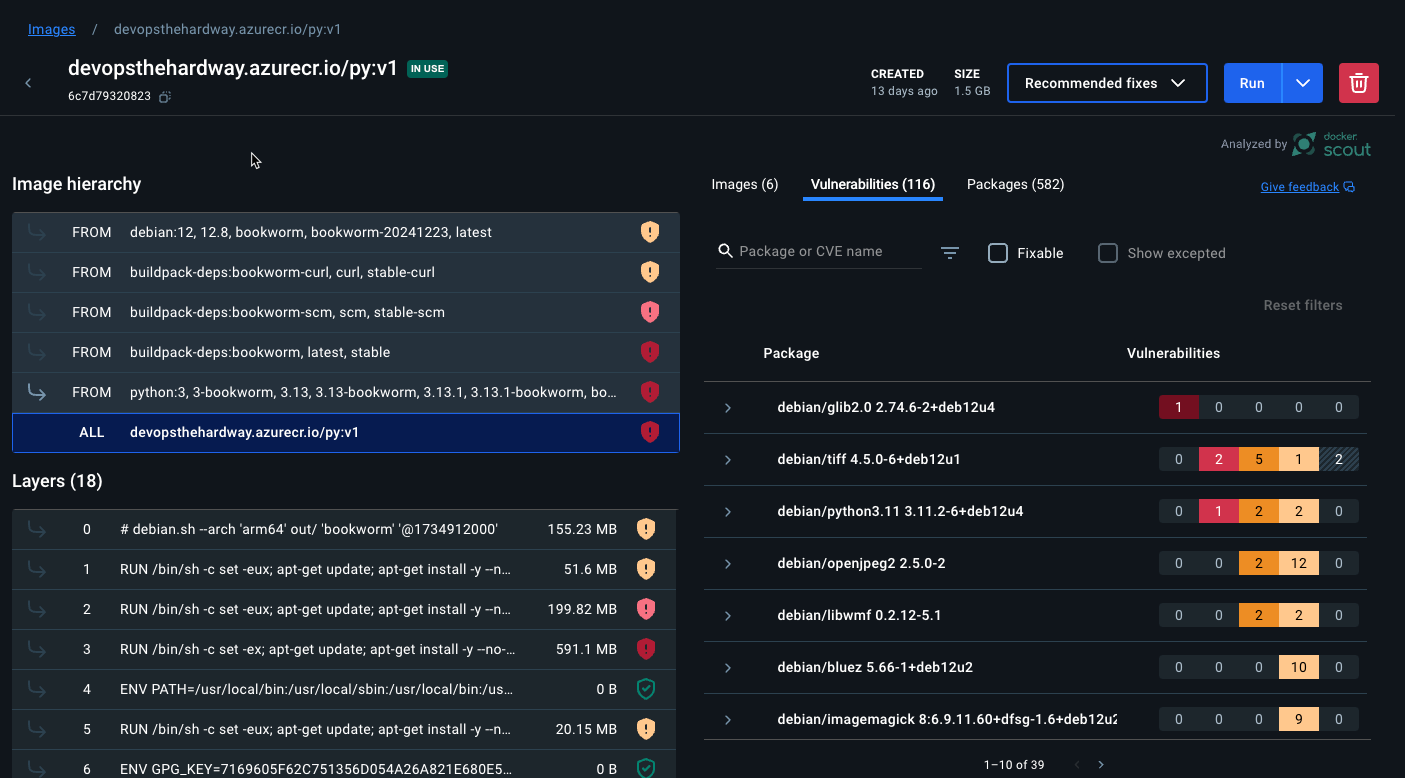 Images / devopsthehardway.azurecr.io/py:v1
devopsthehardway.azurecr.io/py:v1 IN USE
6c7d79320823
CREATED
13 days ago
SIZE
1.5 GB
Recommended fixes
Run
Analyzed by docker scout
Image hierarchy
FROM debian:12, 12.8, bookworm, bookworm-20241223, latest
FROM buildpack-deps:bookworm-curl, curl, stable-curl
FROM buildpack-deps:bookworm-scm, scm, stable-scm
FROM buildpack-deps:bookworm, latest, stable
FROM python:3, 3-bookworm, 3.13, 3.13-bookworm, 3.13.1, 3.13.1-bookworm, bo…
ALL devopsthehardway.azurecr.io/py:v1
Layers (18)
0 # debian.sh --arch 'arm64' out/ 'bookworm' '@1734912000' 155.23 MB
1 RUN /bin/sh -c set -eux; apt-get update; apt-get install -y --n… 51.6 MB
2 RUN /bin/sh -c set -eux; apt-get update; apt-get install -y --n… 199.82 MB
3 RUN /bin/sh -c set -ex; apt-get update; apt-get install -y --no-… 591.1 MB
4 ENV PATH=/usr/local/bin:/usr/local/sbin:/usr/local/bin:/us… 0 B
5 RUN /bin/sh -c set -eux; apt-get update; apt-get install -y --n… 20.15 MB
6 ENV GPG_KEY=7169605F62C751356D054A26A821E680E5… 0 B
Images (6) Vulnerabilities (116) Packages (582)
Give feedback
Package or CVE name
Fixable
Show excepted
Reset filters
Package Vulnerabilities
debian/glib2.0 2.74.6-2+deb12u4 1 0 0 0 0
debian/tiff 4.5.0-6+deb12u1 0 2 5 1 2
debian/python3.11 3.11.2-6+deb12u4 0 1 2 2 0
debian/openjpeg2 2.5.0-2 0 0 2 12 0
debian/libwmf 0.2.12-5.1 0 0 2 2 0
debian/bluez 5.66-1+deb12u2 0 0 0 10 0
debian/imagemagick 8:6.9.11.60+dfsg-1.6+deb12u2 0 0 0 9 0
1–10 of 39